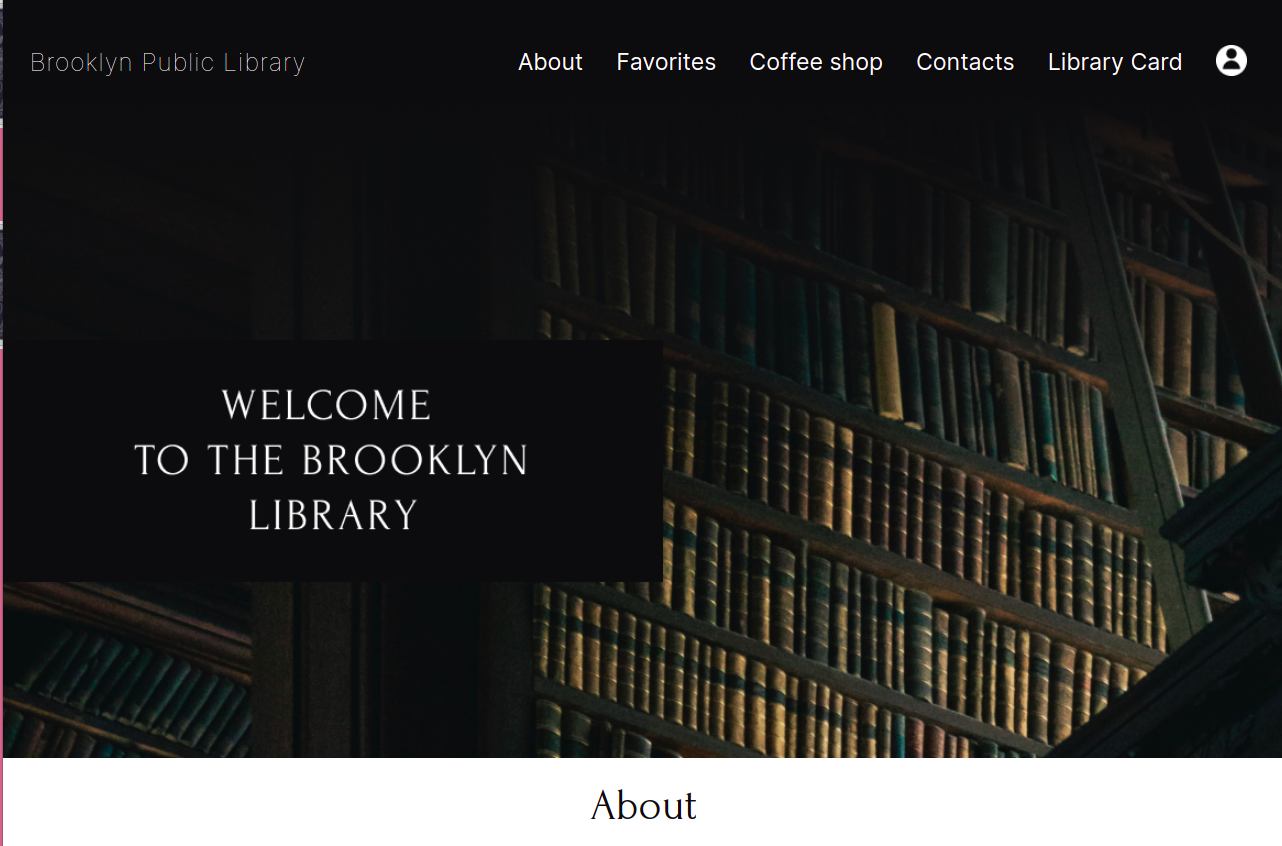 Brooklyn Public Library
About Favorites Coffee shop Contacts Library Card
WELCOME
TO THE BROOKLYN
LIBRARY
About